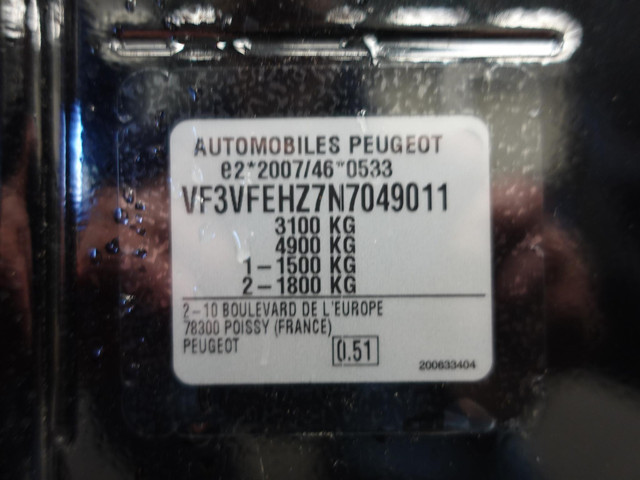 AUTOMOBILES PEUGEOT
e2*2007/46*0533
VF3VFEHZ7N7049011
3100 KG
4900 KG
1-1500 KG
2-1800 KG
2-10 BOULEVARD DE L'EUROPE
78300 POISSY (FRANCE)
PEUGEOT
0.51
200633404